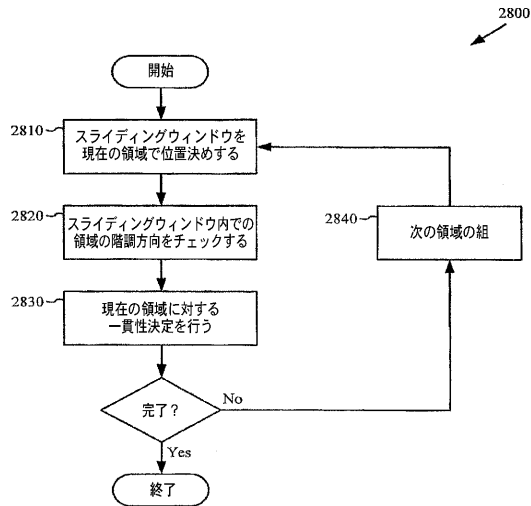 2800
開始
2810
スライディングウィンドウを
現在の領域で位置決めする
2820
スライディングウィンドウ内での
領域の階調方向をチェックする
2840
次の領域の組
2830
現在の領域に対する
一貫性決定を行う
完了？
No
Yes
終了